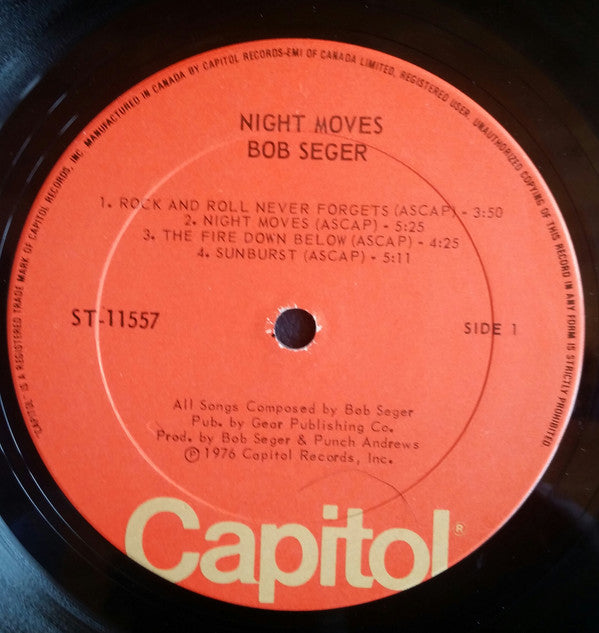 NIGHT MOVES
BOB SEGER
1. ROCK AND ROLL NEVER FORGETS (ASCAP) - 3:50
2. NIGHT MOVES (ASCAP) - 5:25
3. THE FIRE DOWN BELOW (ASCAP) - 4:25
4. SUNBURST (ASCAP) - 5:11
ST-11557
SIDE 1
All Songs Composed by Bob Seger
Pub. by Gear Publishing Co.
Prod. by Bob Seger & Punch Andrews
Ⓟ 1976 Capitol Records, Inc.
Capitol®
"CAPITOL" IS A REGISTERED TRADE MARK OF CAPITOL RECORDS, INC. MANUFACTURED IN CANADA BY CAPITOL RECORDS-EMI OF CANADA LIMITED, REGISTERED USER. UNAUTHORIZED COPYING OF THIS RECORD IN ANY FORM IS STRICTLY PROHIBITED